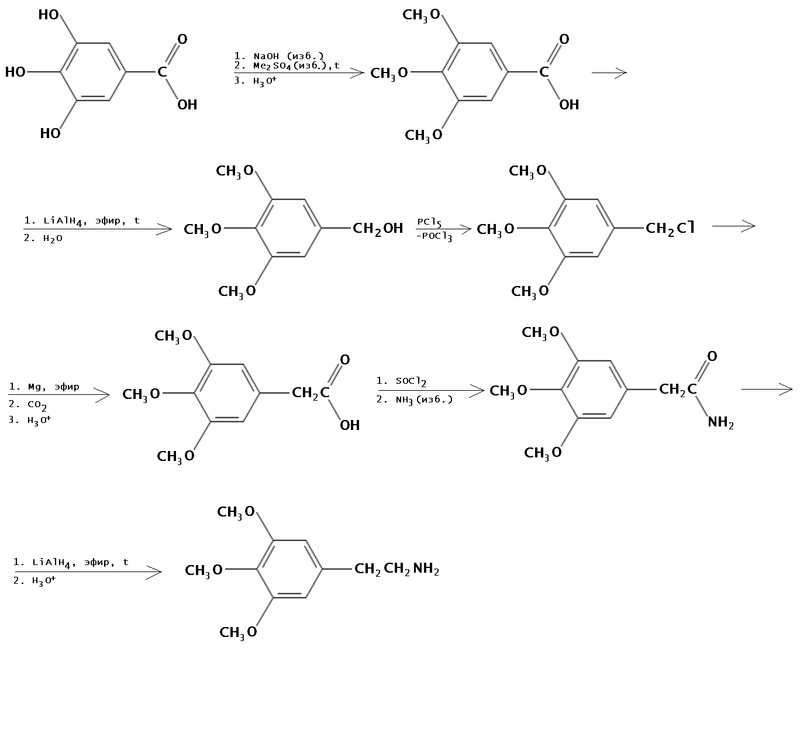 HO
O
HO
C
OH
HO
1. NaOH (изб.)
2. Me2SO4(изб.),t
3. H3O+
CH3O
O
CH3O
C
OH
CH3O
1. LiAlH4, эфир, t
2. H2O
CH3O
CH3O
CH2OH
CH3O
PCl5
-POCl3
CH3O
CH3O
CH2Cl
CH3O
1. Mg, эфир
2. CO2
3. H3O+
CH3O
O
CH3O
CH2C
OH
CH3O
1. SOCl2
2. NH3(изб.)
CH3O
O
CH3O
CH2C
NH2
CH3O
1. LiAlH4, эфир, t
2. H3O+
CH3O
CH3O
CH2CH2NH2
CH3O